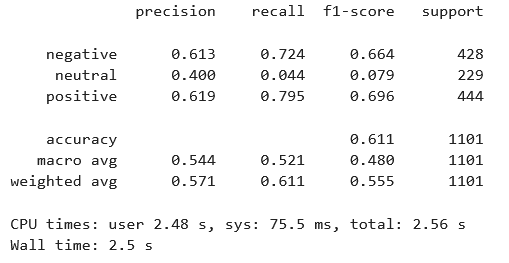 precision recall f1-score support
negative 0.613 0.724 0.664 428
neutral 0.400 0.044 0.079 229
positive 0.619 0.795 0.696 444
accuracy 0.611 1101
macro avg 0.544 0.521 0.480 1101
weighted avg 0.571 0.611 0.555 1101
CPU times: user 2.48 s, sys: 75.5 ms, total: 2.56 s
Wall time: 2.5 s